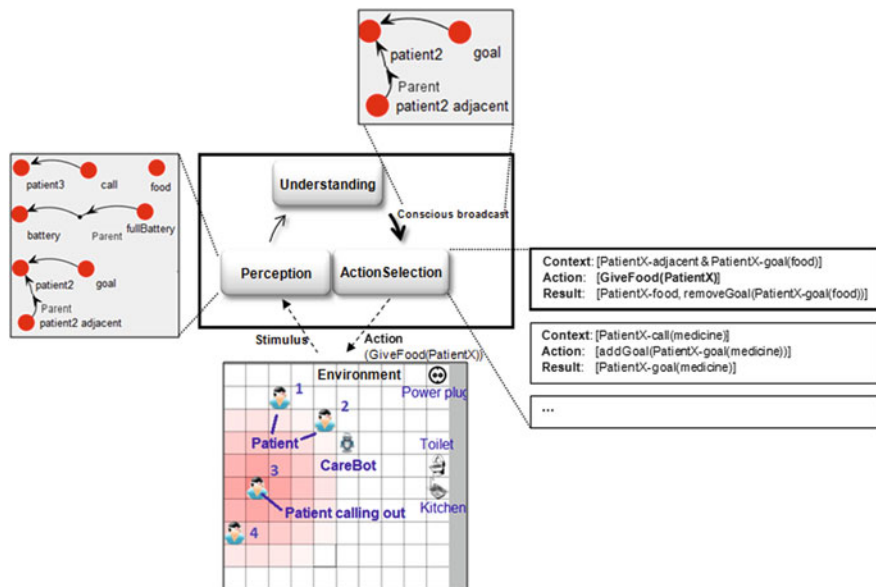 patient2
goal
Parent
patient2 adjacent
patient3
call
food
battery
Parent
fullBattery
patient2
goal
Parent
patient2 adjacent
Understanding
Conscious broadcast
Perception
ActionSelection
Stimulus
Action
(GiveFood(PatientX))
Context: [PatientX-adjacent & PatientX-goal(food)]
Action: [GiveFood(PatientX)]
Result: [PatientX-food, removeGoal(PatientX-goal(food))]
Context: [PatientX-call(medicine)]
Action: [addGoal(PatientX-goal(medicine))]
Result: [PatientX-goal(medicine)]
...
Environment
Power plug
1
2
Patient
CareBot
Toilet
3
Patient calling out
Kitchen
4